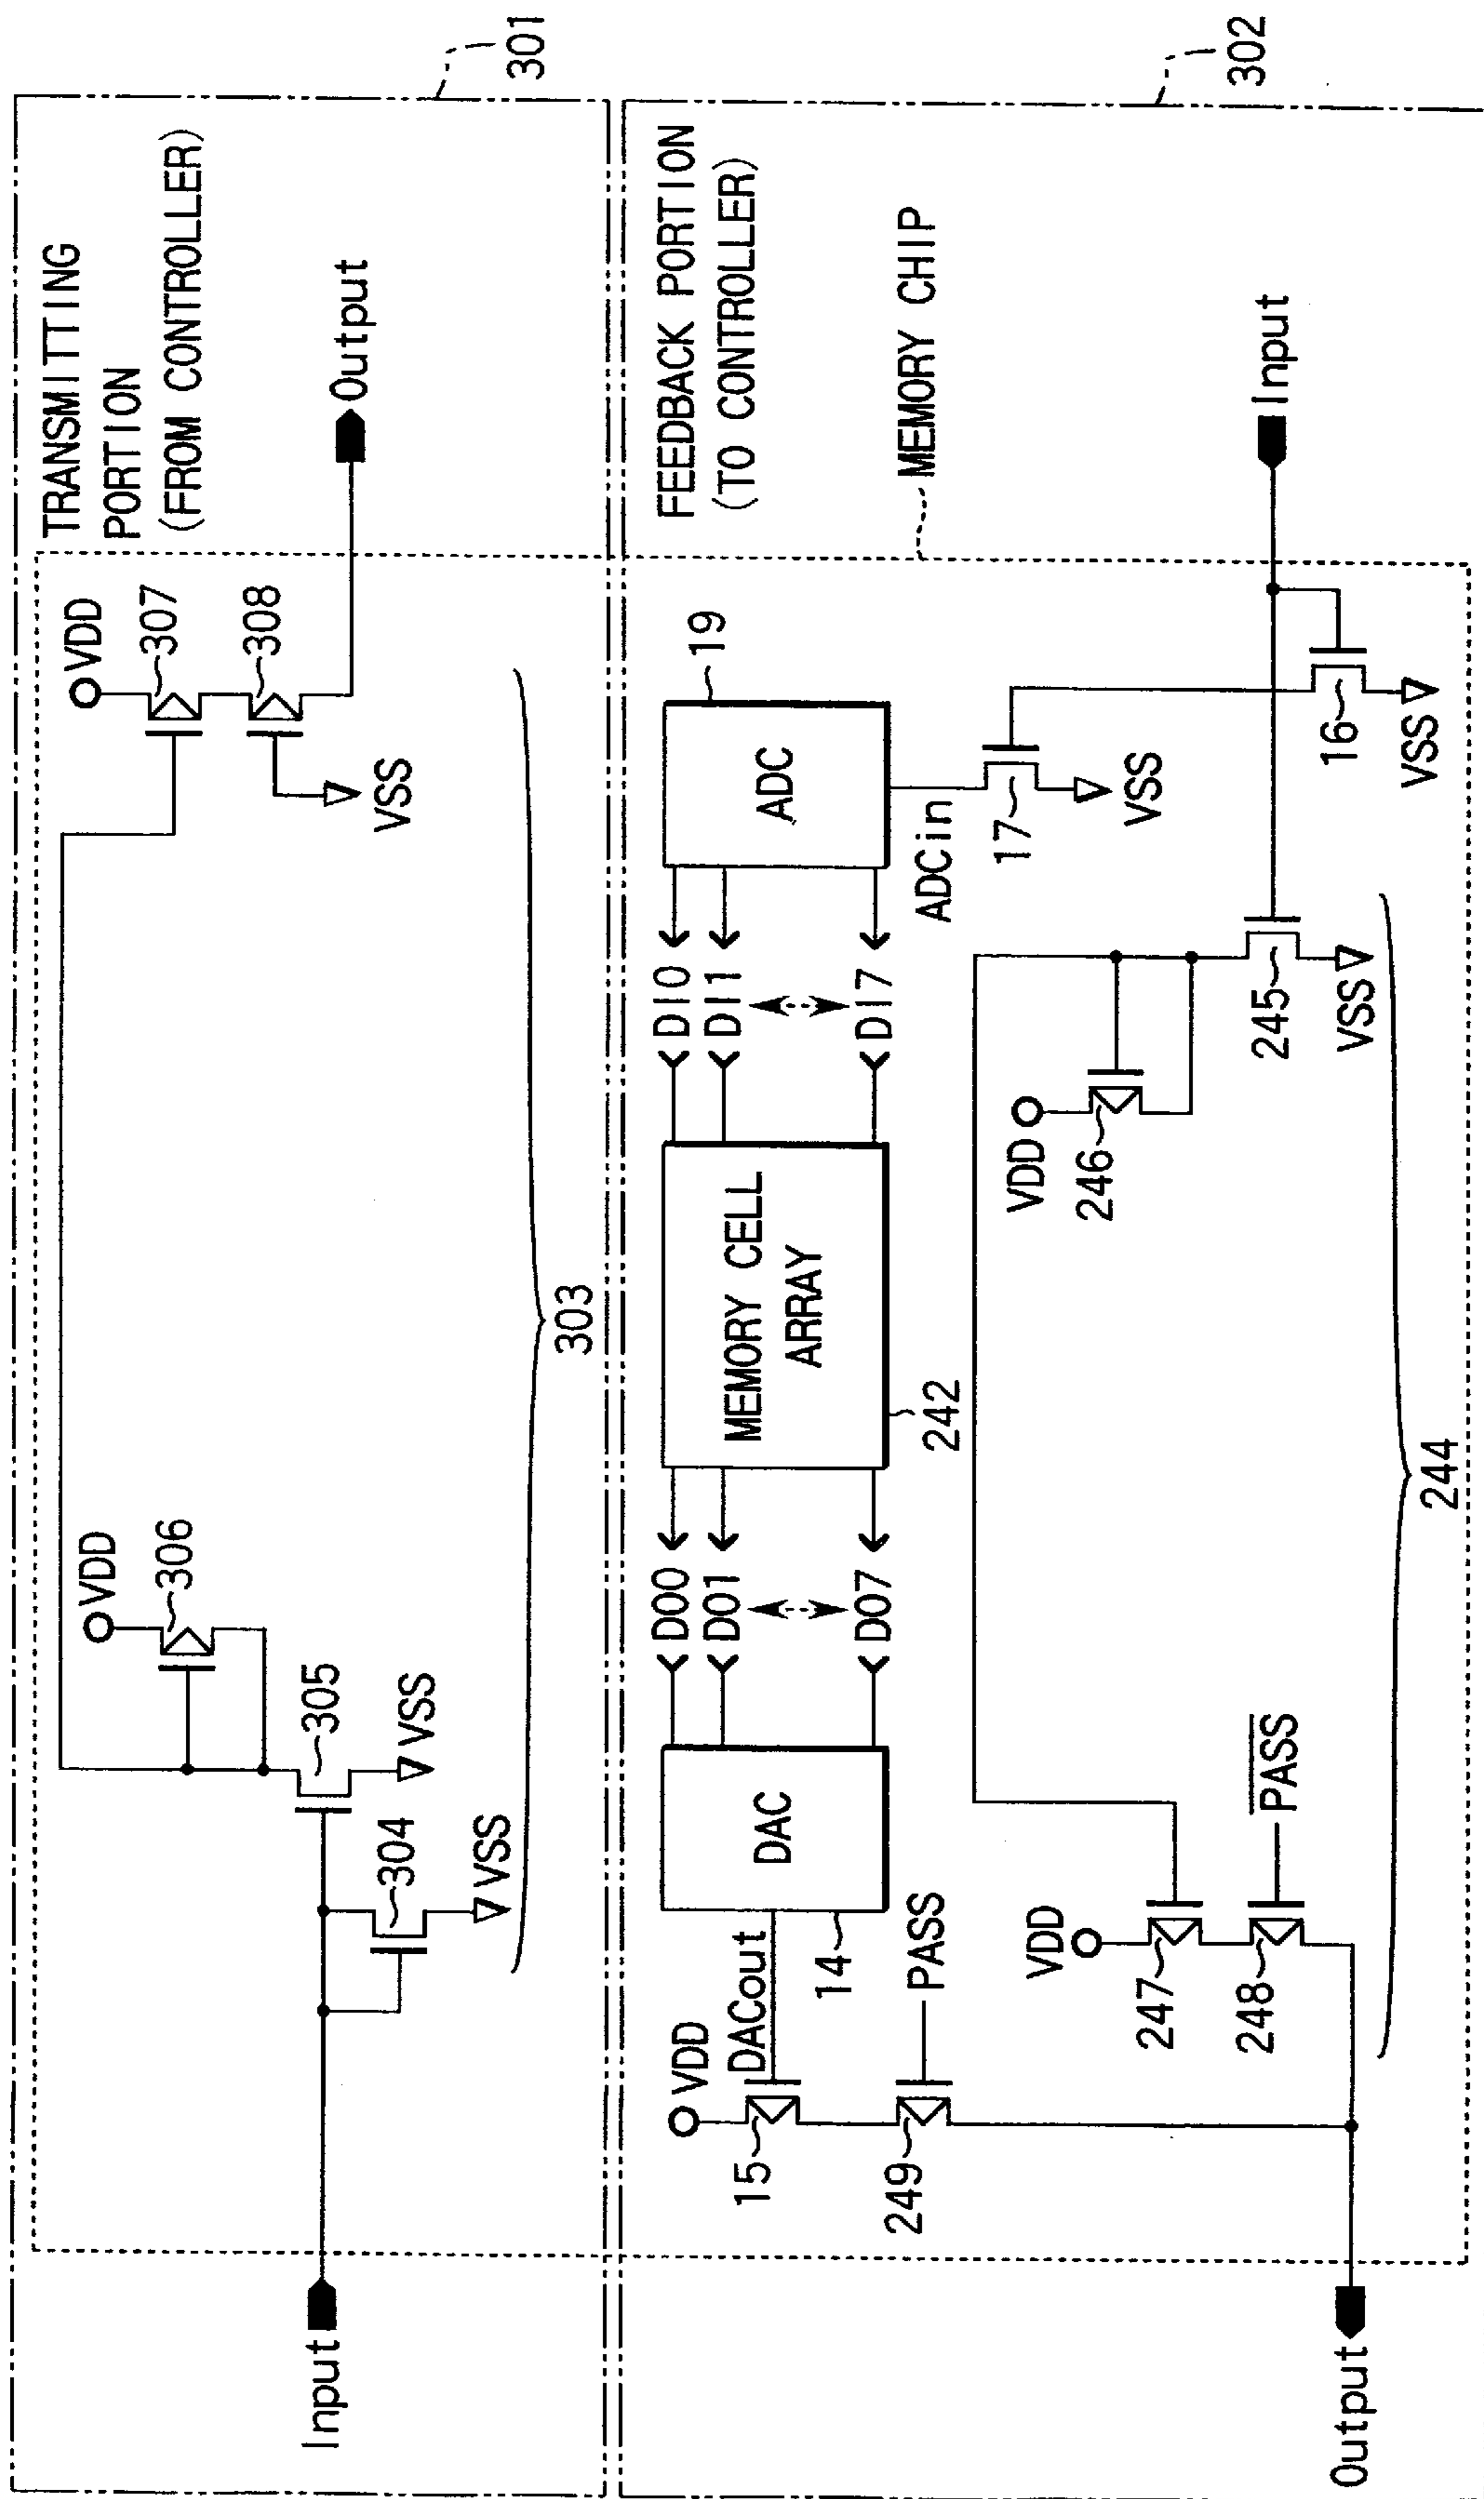 TRANSMITTING
PORTION
(FROM CONTROLLER)
301
VDD
306
VDD
307
308
Output
VSS
305
VSS
304
VSS
Input
303
FEEDBACK PORTION
(TO CONTROLLER)
302
MEMORY CHIP
VDD
15
DACout
DAC
14
DO0
DO1
DO7
MEMORY CELL
ARRAY
242
DI0
DI1
DI7
ADC
19
ADCin
249
PASS
17
VSS
VDD
247
248
PASS
VDD
246
245
VSS
16
VSS
Input
Output
244